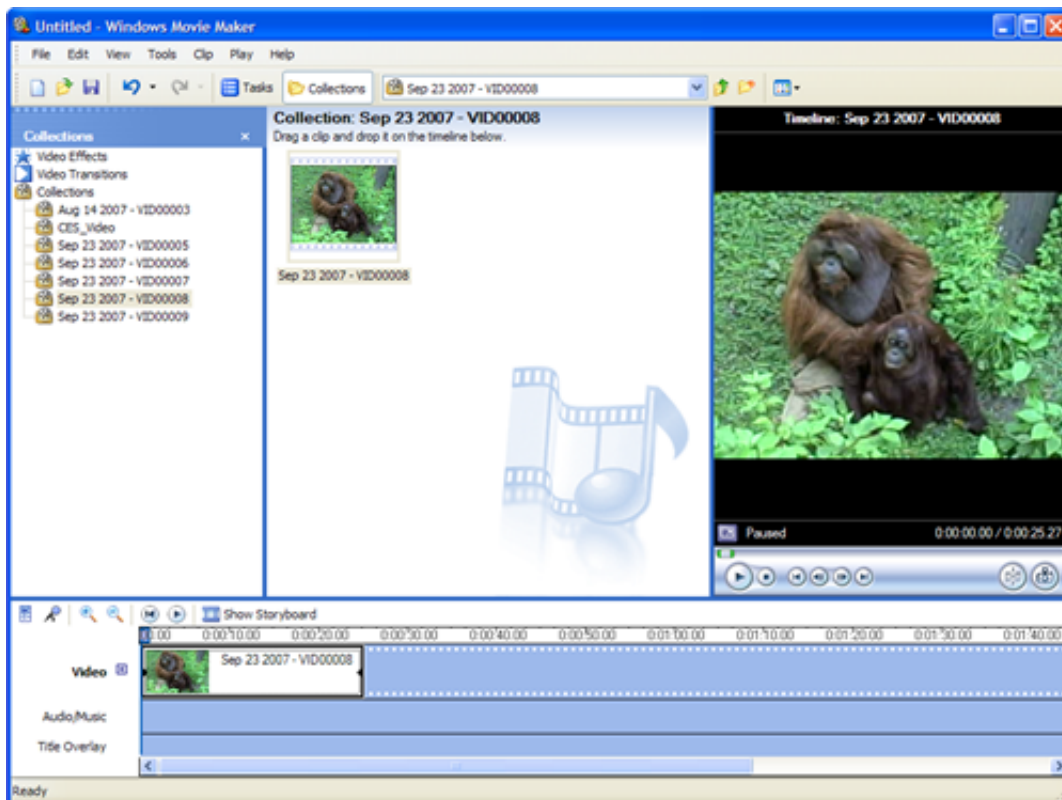 Untitled - Windows Movie Maker
File Edit View Tools Clip Play Help
Tasks Collections Sep 23 2007 - VID00008
Collections
Video Effects
Video Transitions
Collections
Aug 14 2007 - VID00003
CES_Video
Sep 23 2007 - VID00005
Sep 23 2007 - VID00006
Sep 23 2007 - VID00007
Sep 23 2007 - VID00008
Sep 23 2007 - VID00009
Collection: Sep 23 2007 - VID00008
Drag a clip and drop it on the timeline below.
Sep 23 2007 - VID00008
Timeline: Sep 23 2007 - VID00008
Paused 0:00:00.00 / 0:00:25.27
Show Storyboard
0:00:10.00 0:00:20.00 0:00:30.00 0:00:40.00 0:00:50.00 0:01:00.00 0:01:10.00 0:01:20.00 0:01:30.00 0:01:40.00
Video Sep 23 2007 - VID00008
Audio/Music
Title Overlay
Ready